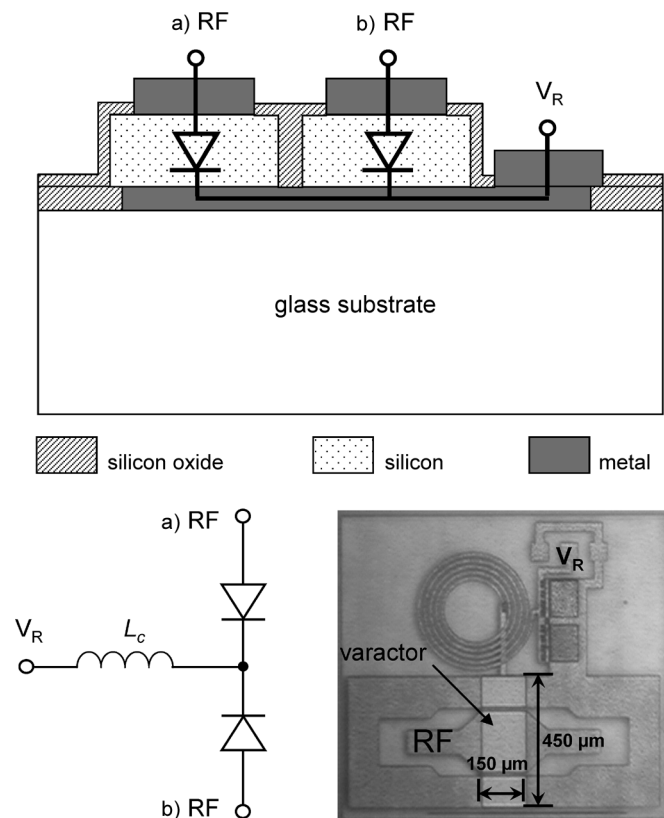 a) RF
b) RF
V_R
glass substrate
silicon oxide
silicon
metal
a) RF
V_R
L_c
b) RF
V_R
varactor
RF
450 µm
150 µm